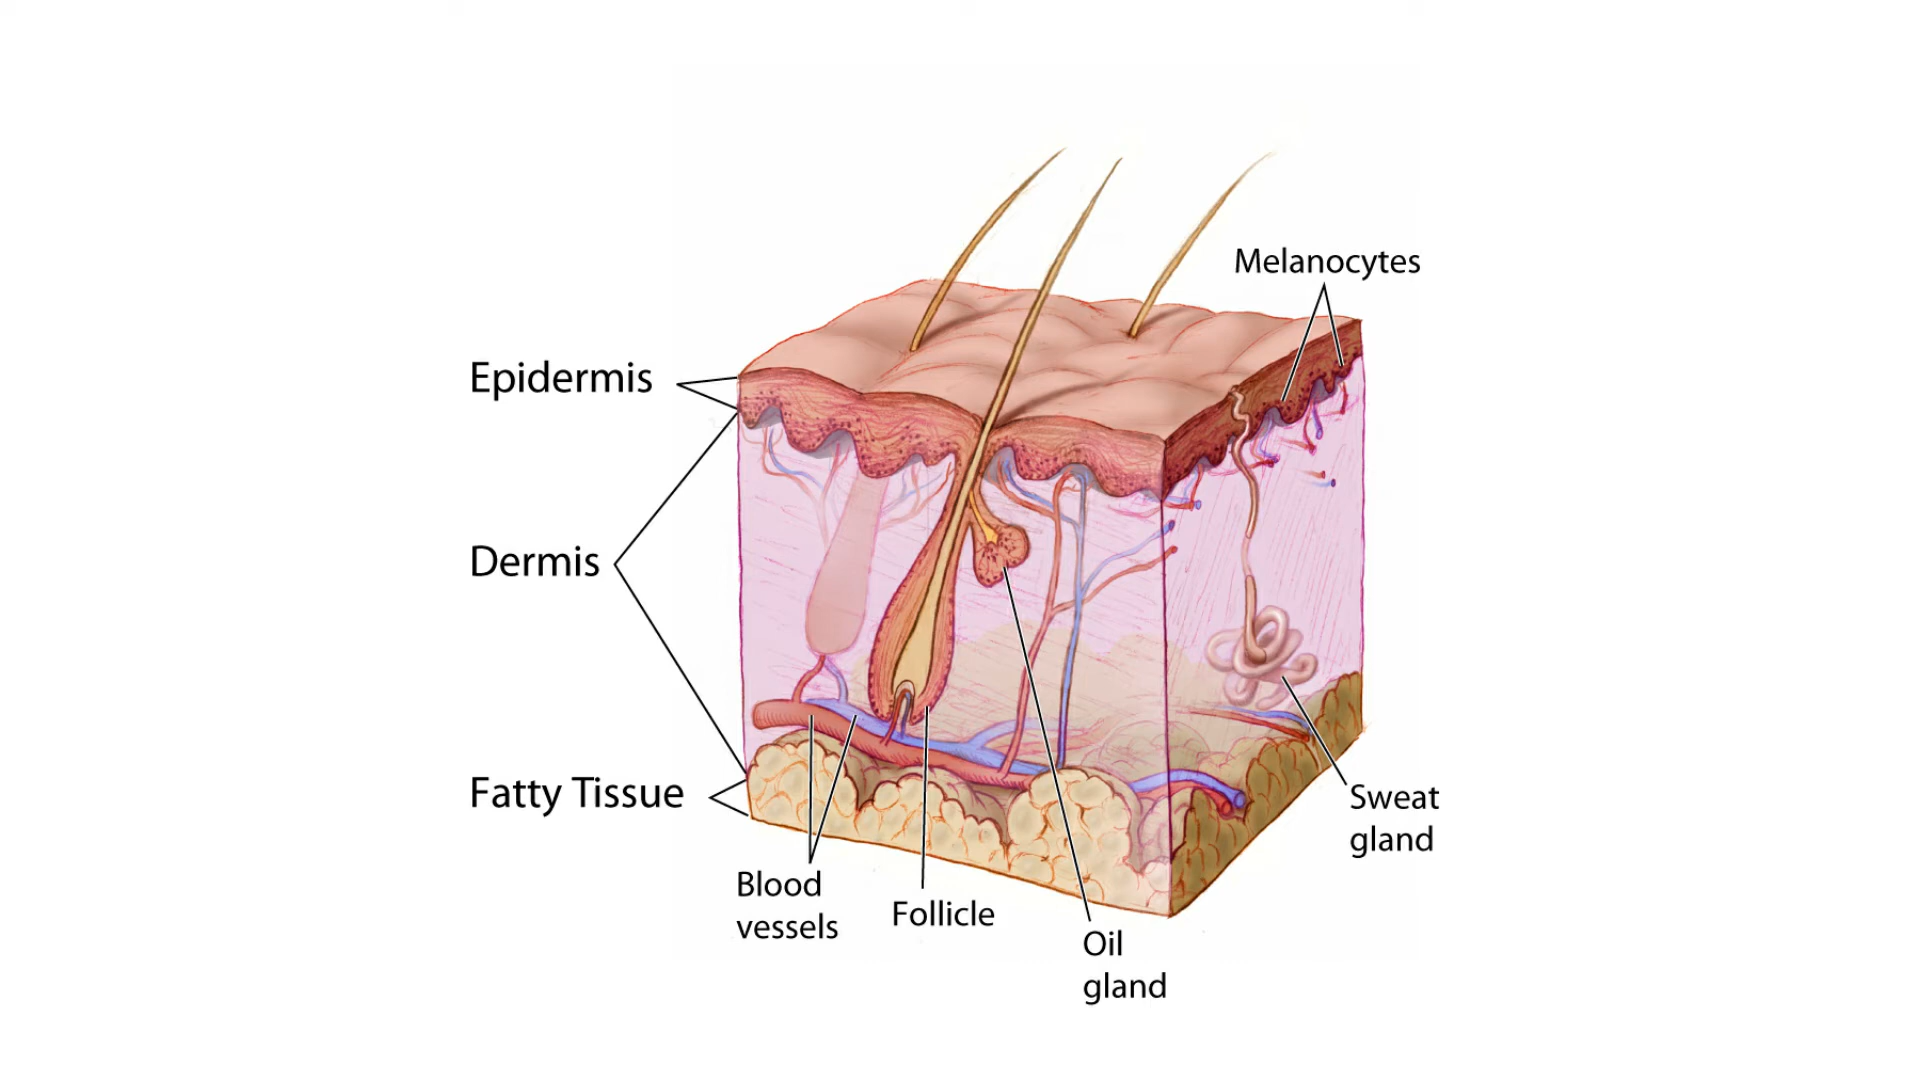 Melanocytes
Epidermis
Dermis
Fatty Tissue
Sweat
gland
Blood
vessels
Follicle
Oil
gland